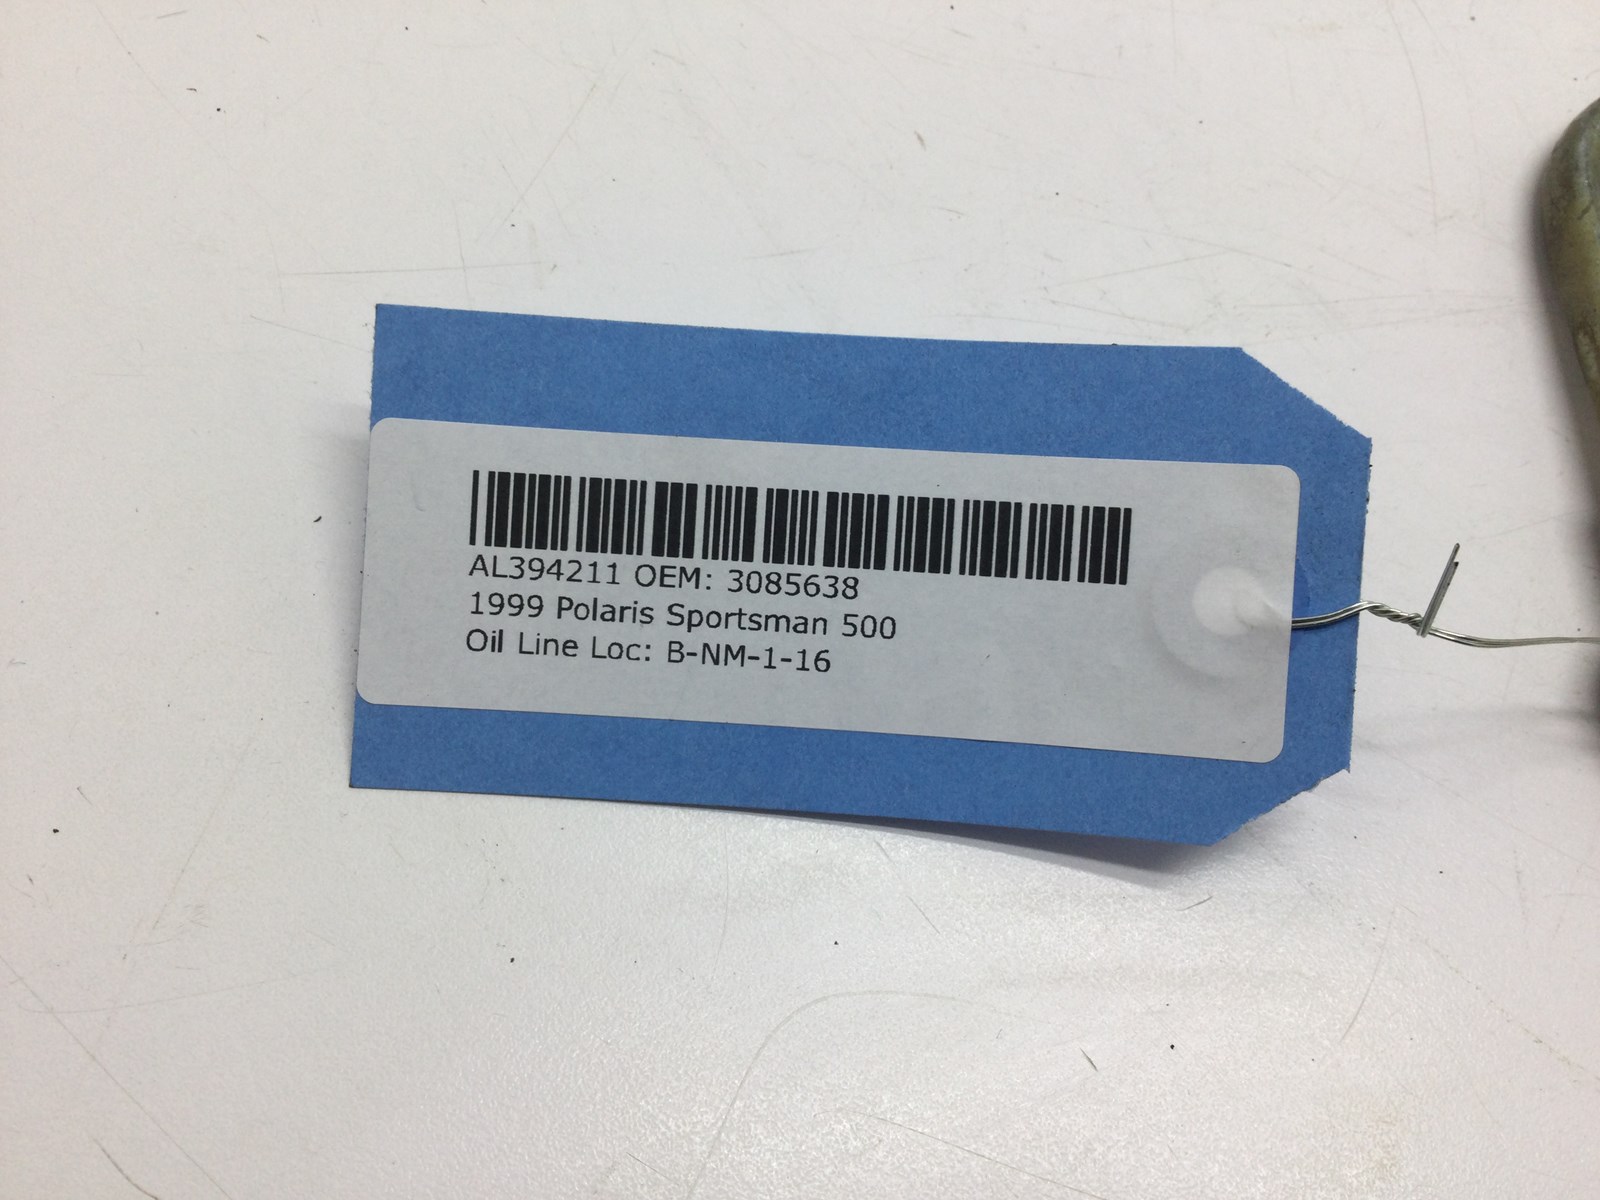 AL394211 OEM: 3085638
1999 Polaris Sportsman 500
Oil Line Loc: B-NM-1-16